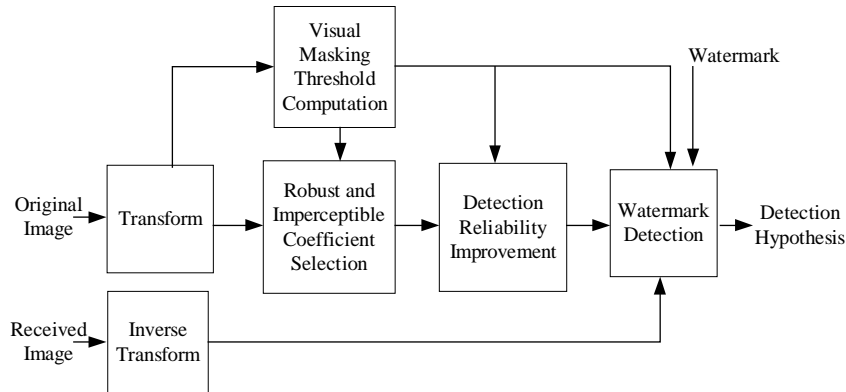 Visual
Masking
Threshold
Computation
Watermark
Original
Image
Transform
Robust and
Imperceptible
Coefficient
Selection
Detection
Reliability
Improvement
Watermark
Detection
Detection
Hypothesis
Received
Image
Inverse
Transform